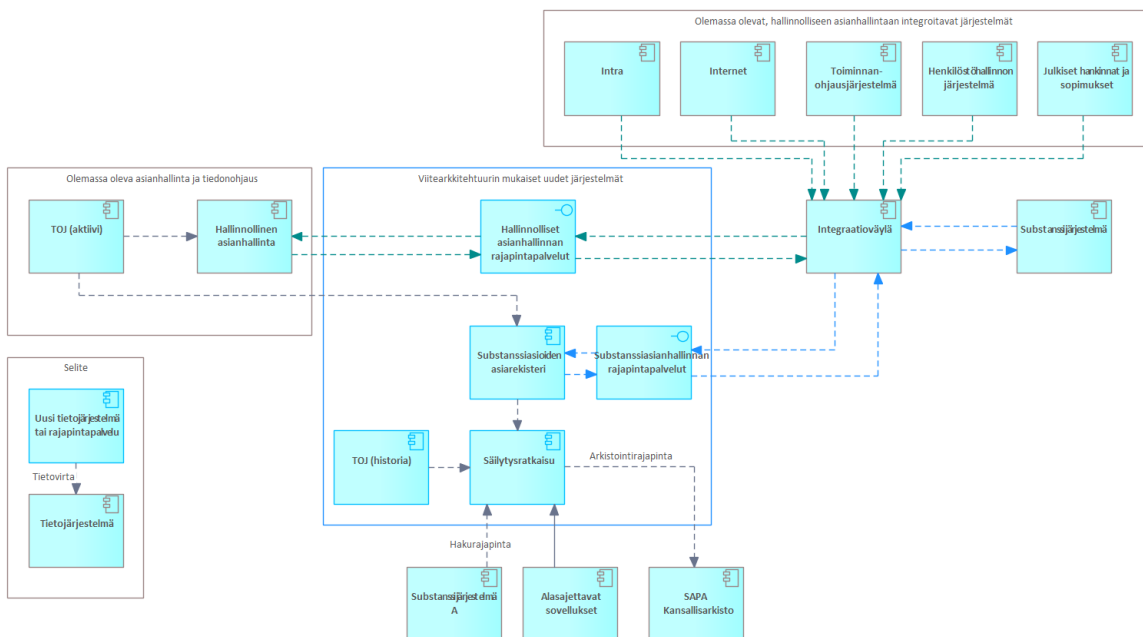 Olemassa olevat, hallinnolliseen asianhallintaan integroitavat järjestelmät
Intra
Internet
Toiminnan-
ohjausjärjestelmä
Henkilöstöhallinnon
järjestelmä
Julkiset hankinnat ja
sopimukset
Olemassa oleva asianhallinta ja tiedonohjaus
TOJ (aktiivi)
Hallinnollinen
asianhallinta
Viitearkkitehtuurin mukaiset uudet järjestelmät
Hallinnolliset
asianhallinnan
rajapintapalvelut
Integraatioväylä
Substanssijärjestelmä
Substanssiasioiden
asiarekisteri
Substanssiasianhallinnan
rajapintapalvelut
TOJ (historia)
Säilytysratkaisu
Arkistointirajapinta
Hakurajapinta
Substanssijärjestelmä
A
Alasajettavat
sovellukset
SAPA
Kansallisarkisto
Selite
Uusi tietojärjestelmä
tai rajapintapalvelu
Tietovirta
Tietojärjestelmä